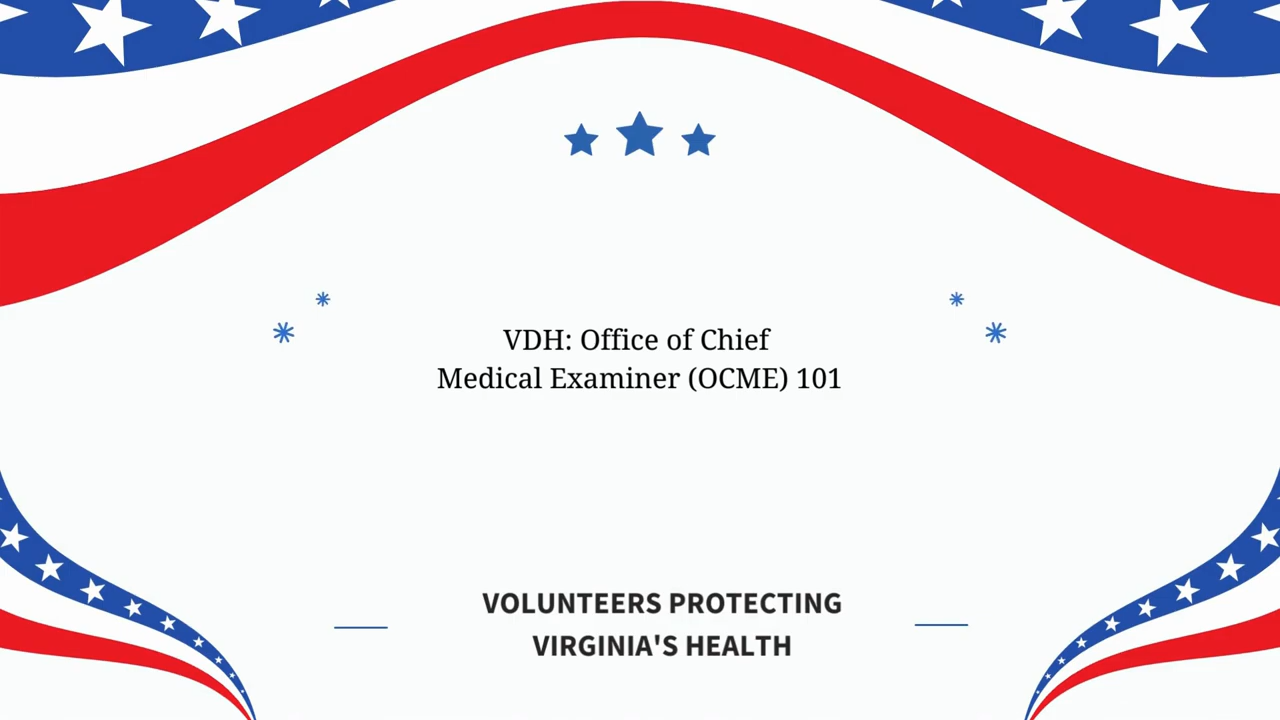 VDH: Office of Chief
Medical Examiner (OCME) 101
VOLUNTEERS PROTECTING
VIRGINIA'S HEALTH